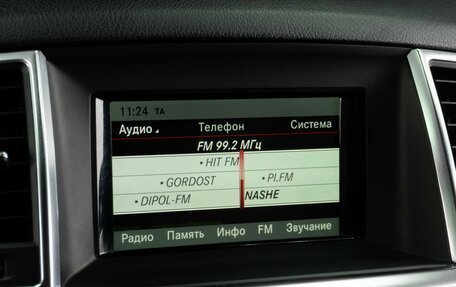 11:24 TA
Аудио Телефон Система
FM 99.2 МГц
• HIT FM
• GORDOST • PI.FM
• DIPOL-FM NASHE
Радио Память Инфо FM Звучание